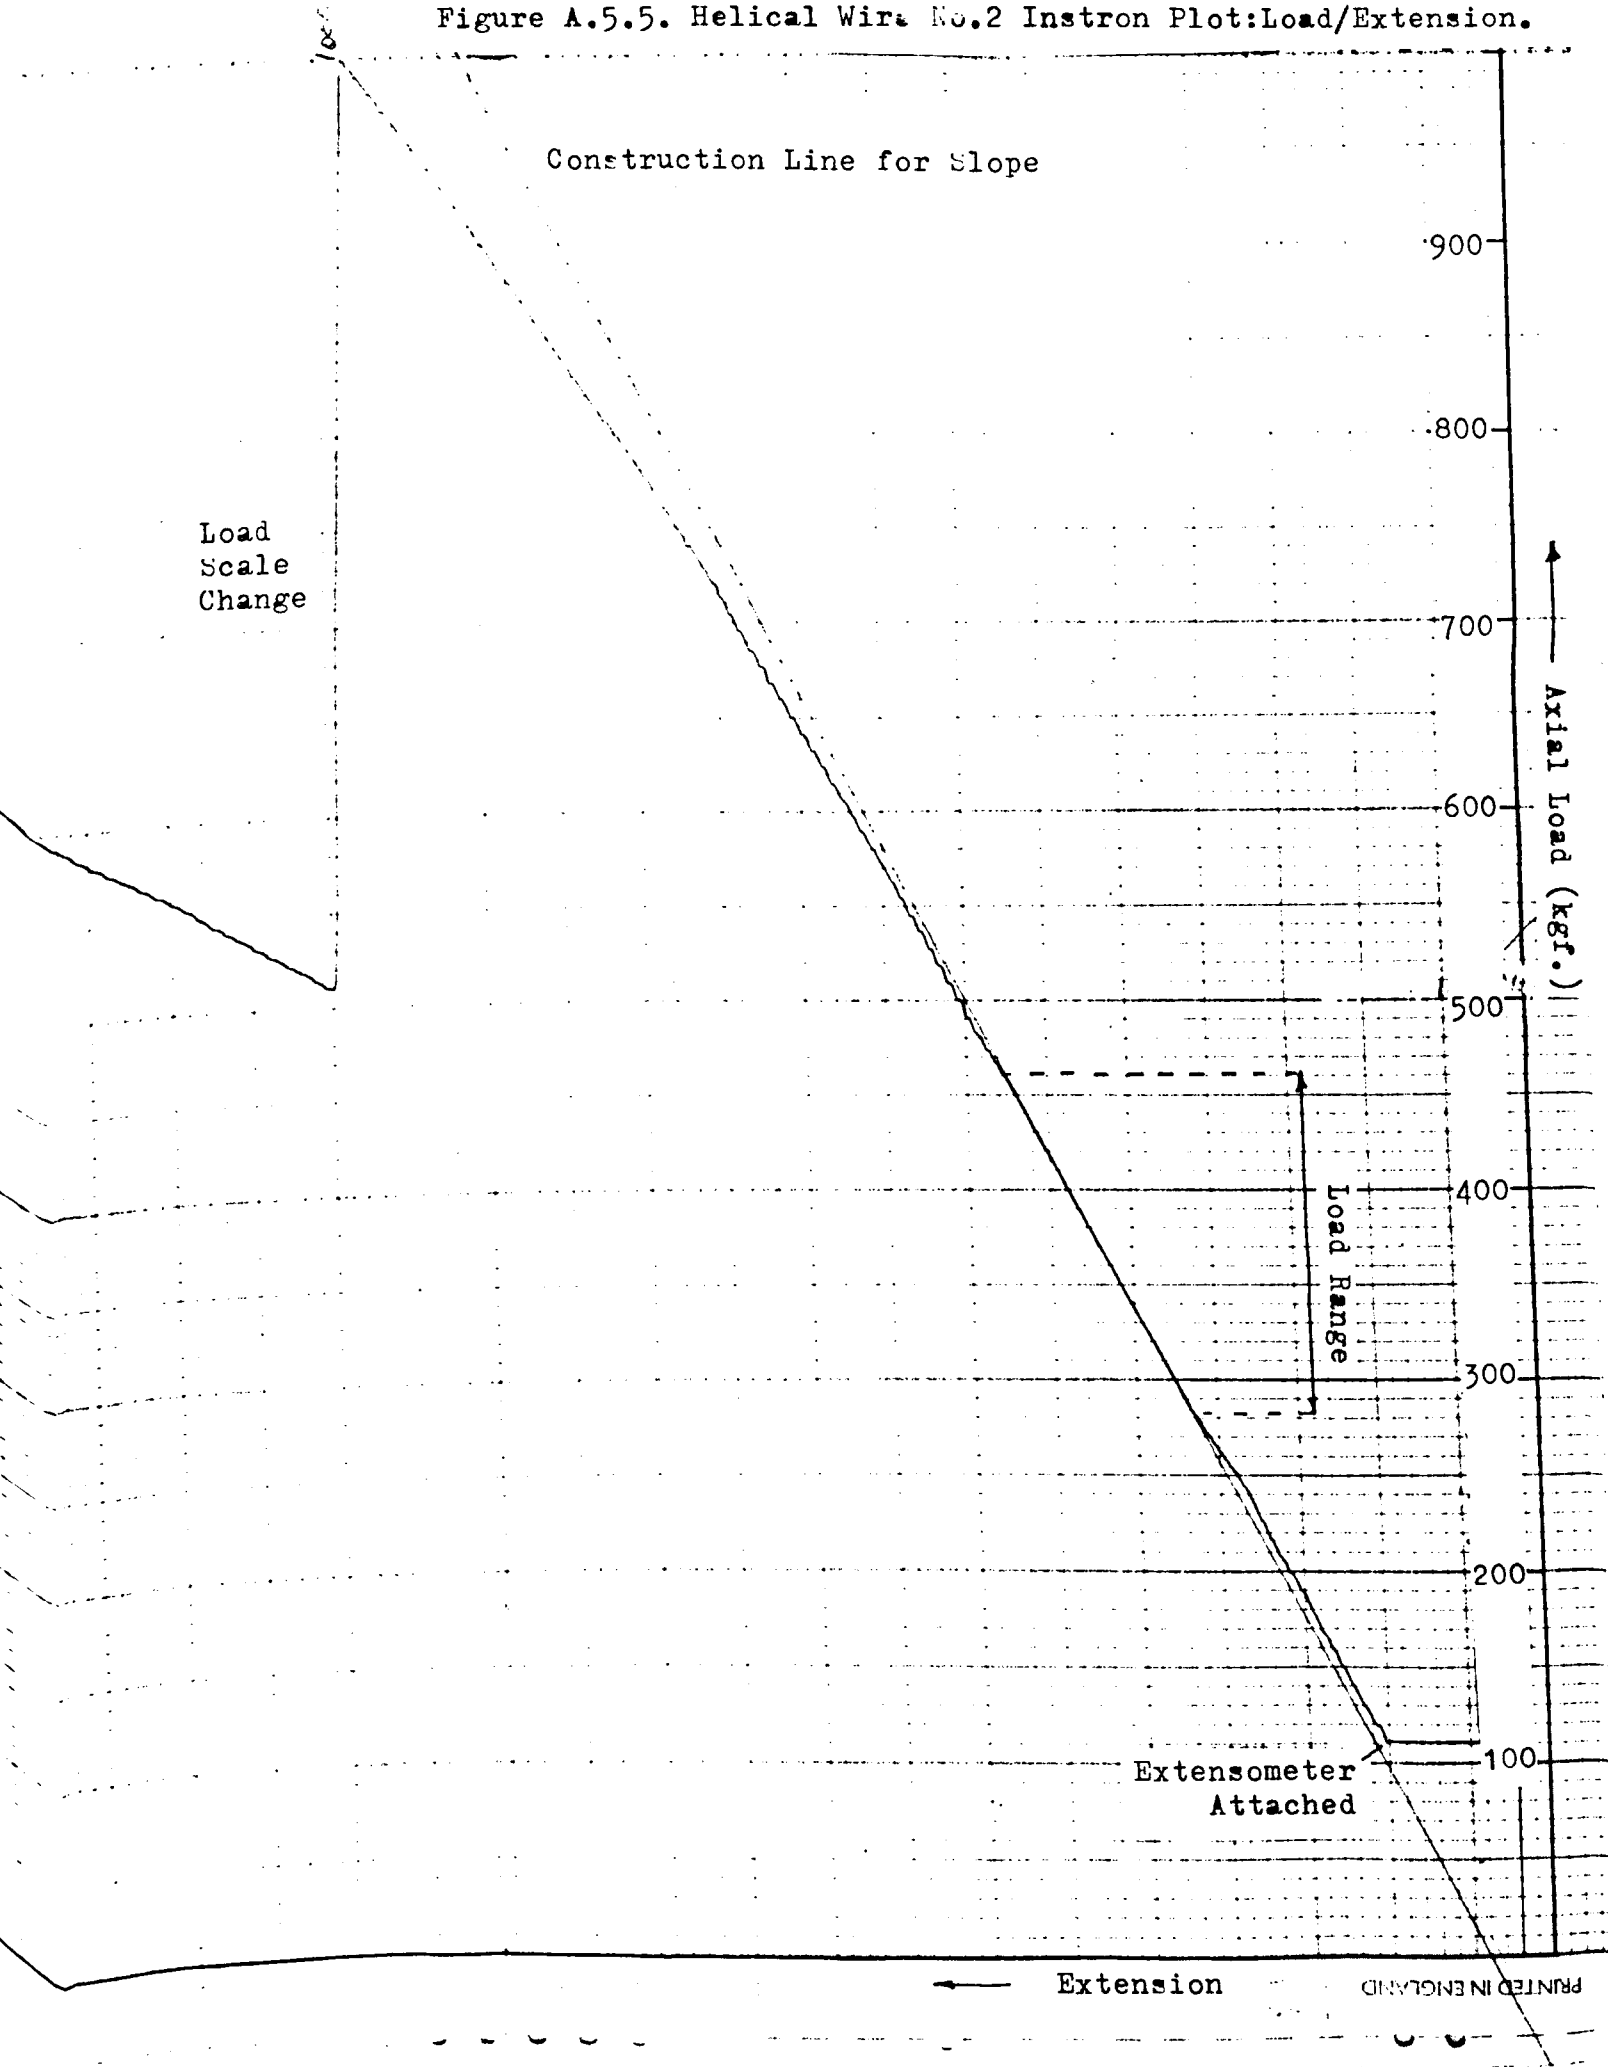 Figure A.5.5. Helical Wire No.2 Instron Plot:Load/Extension.
Construction Line for Slope
900
800
Load
Scale
Change
700
Axial Load (kgf.)
600
500
400
Load Range
300
200
100
Extensometer
Attached
Extension
PRINTED IN ENGLAND